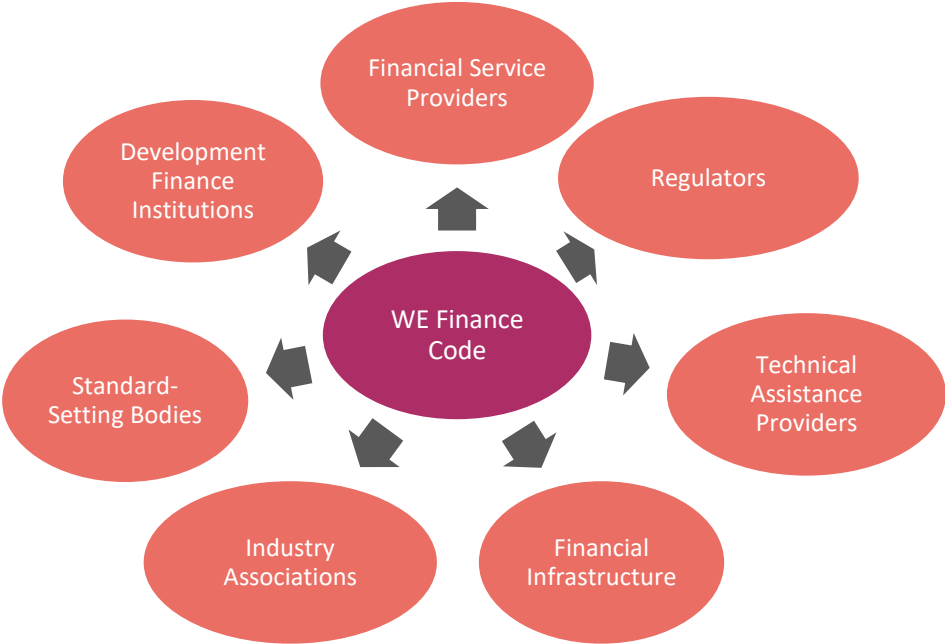 Financial Service
Providers
Development
Finance
Institutions
Regulators
WE Finance
Code
Standard-
Setting Bodies
Technical
Assistance
Providers
Industry
Associations
Financial
Infrastructure